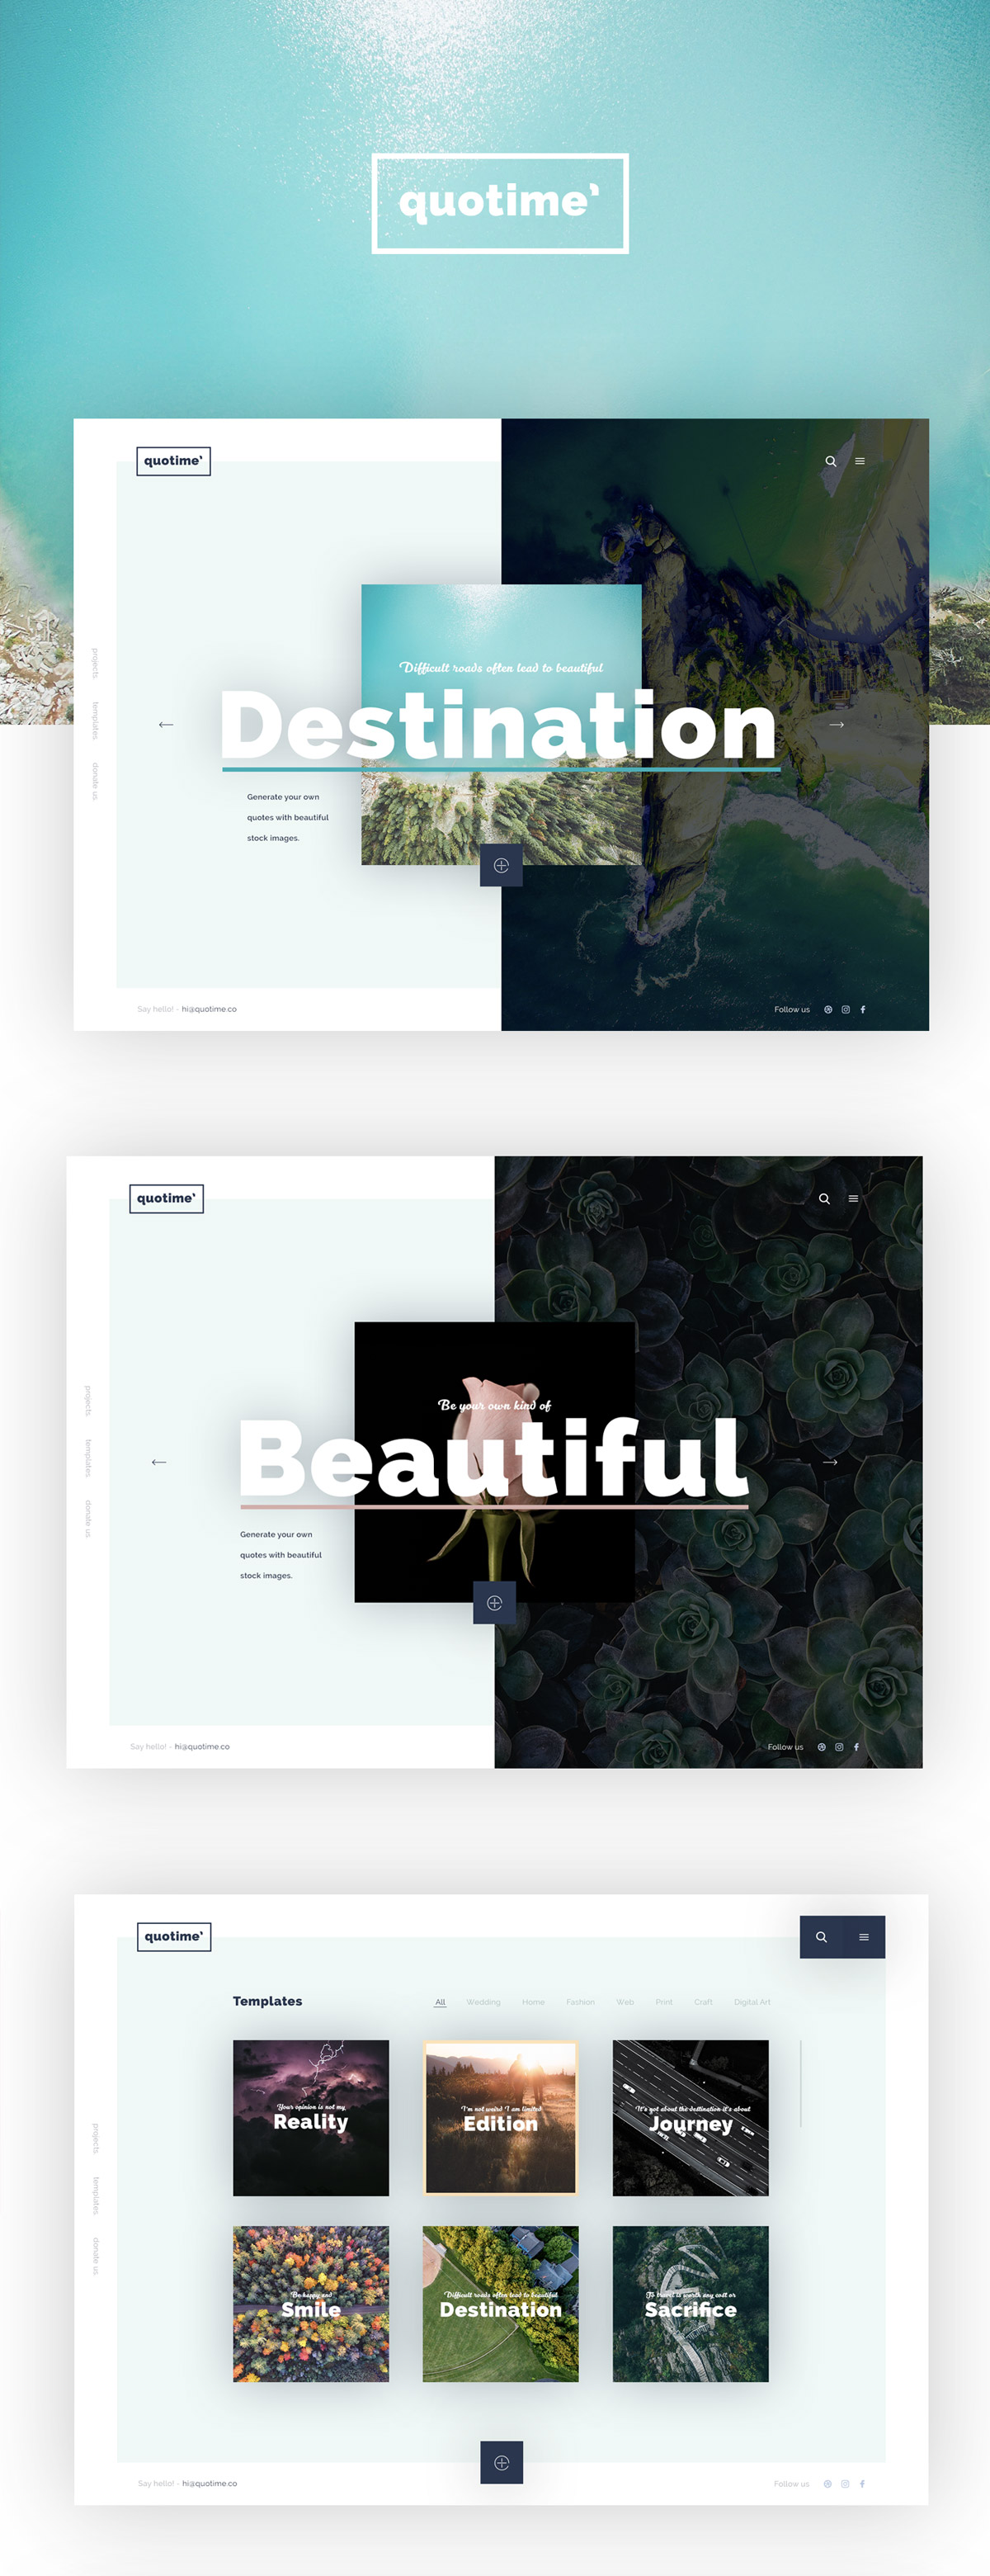 quotime’
quotime’
projects.
templates.
donate us.
Difficult roads often lead to beautiful
Destination
Generate your own
quotes with beautiful
stock images.
Say hello! - hi@quotime.co
Follow us
quotime’
projects.
templates.
donate us
Be your own kind of
Beautiful
Generate your own
quotes with beautiful
stock images.
Say hello! - hi@quotime.co
Follow us
quotime’
projects.
templates.
donate us.
Templates
All Wedding Home Fashion Web Print Craft Digital Art
Your opinion is not my,
Reality
I'm not weird I am limited
Edition
It's not about the destination it's about
Journey
Be happy and
Smile
Difficult roads often lead to beautiful
Destination
To travel is worth any cost or
Sacrifice
Say hello! - hi@quotime.co
Follow us